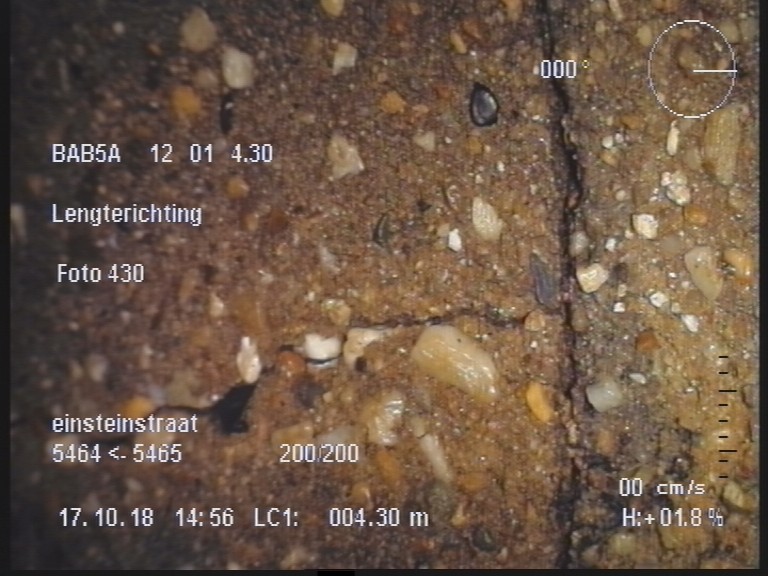 000°
BAB5A 12 01 4.30
Lengterichting
Foto 430
einsteinstraat
5464 <- 5465 200/200
00 cm/s
17.10.18 14:56 LC1: 004.30 m H:+01.8 %